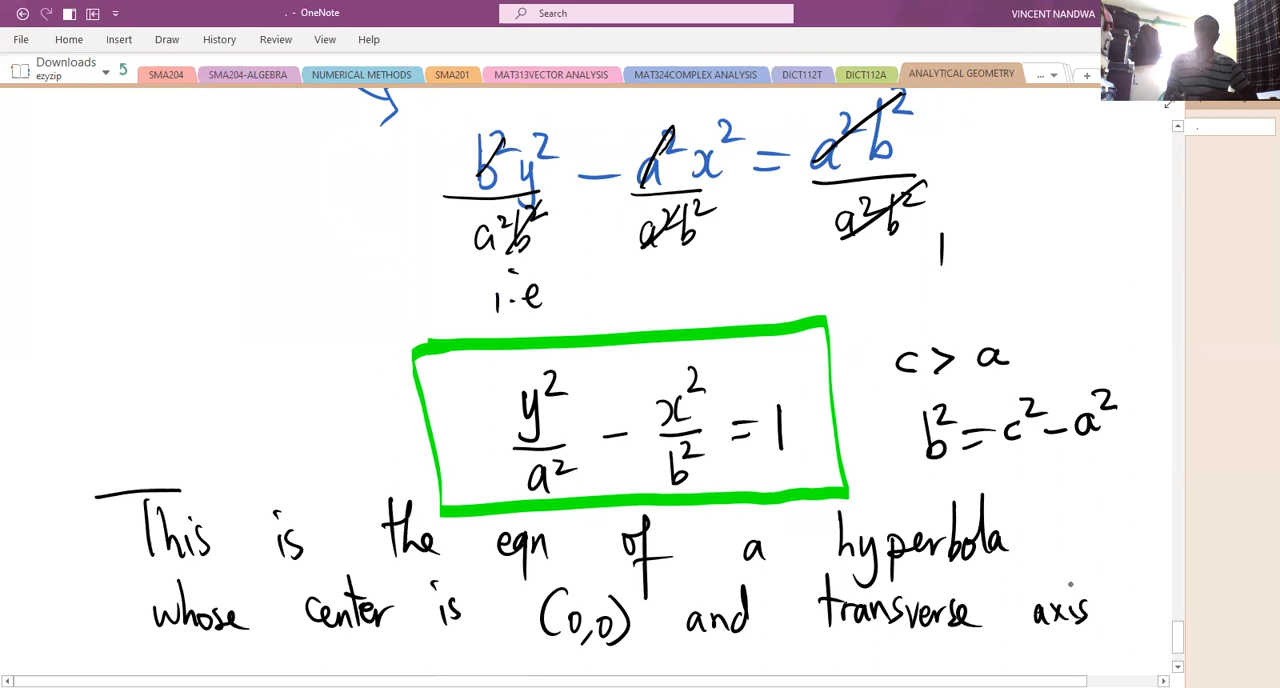 . - OneNote
Search
VINCENT NANDWA
File Home Insert Draw History Review View Help
Downloads
ezyzip
SMA204 SMA204-ALGEBRA NUMERICAL METHODS SMA201 MAT313VECTOR ANALYSIS MAT324COMPLEX ANALYSIS DICT112T DICT112A ANALYTICAL GEOMETRY ... +
b²y²/a²b² − a²x²/a²b² = a²b²/a²b² 1
i.e
y²/a² − x²/b² = 1
c > a
b² = c² − a²
This is the eqn of a hyperbola
whose center is (0,0) and transverse axis